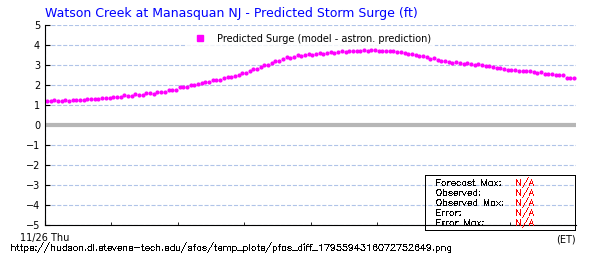 Watson Creek at Manasquan NJ - Predicted Storm Surge (ft)
5
Predicted Surge (model - astron. prediction)
4
3
2
1
0
−1
−2
−3
Forecast Max: N/A
Observed: N/A
−4
Observed Max: N/A
Error: N/A
Error Max: N/A
−5
11/26 Thu
(ET)
https://hudson.dl.stevens-tech.edu/sfas/temp_plots/pfas_diff_1795594316072752649.png